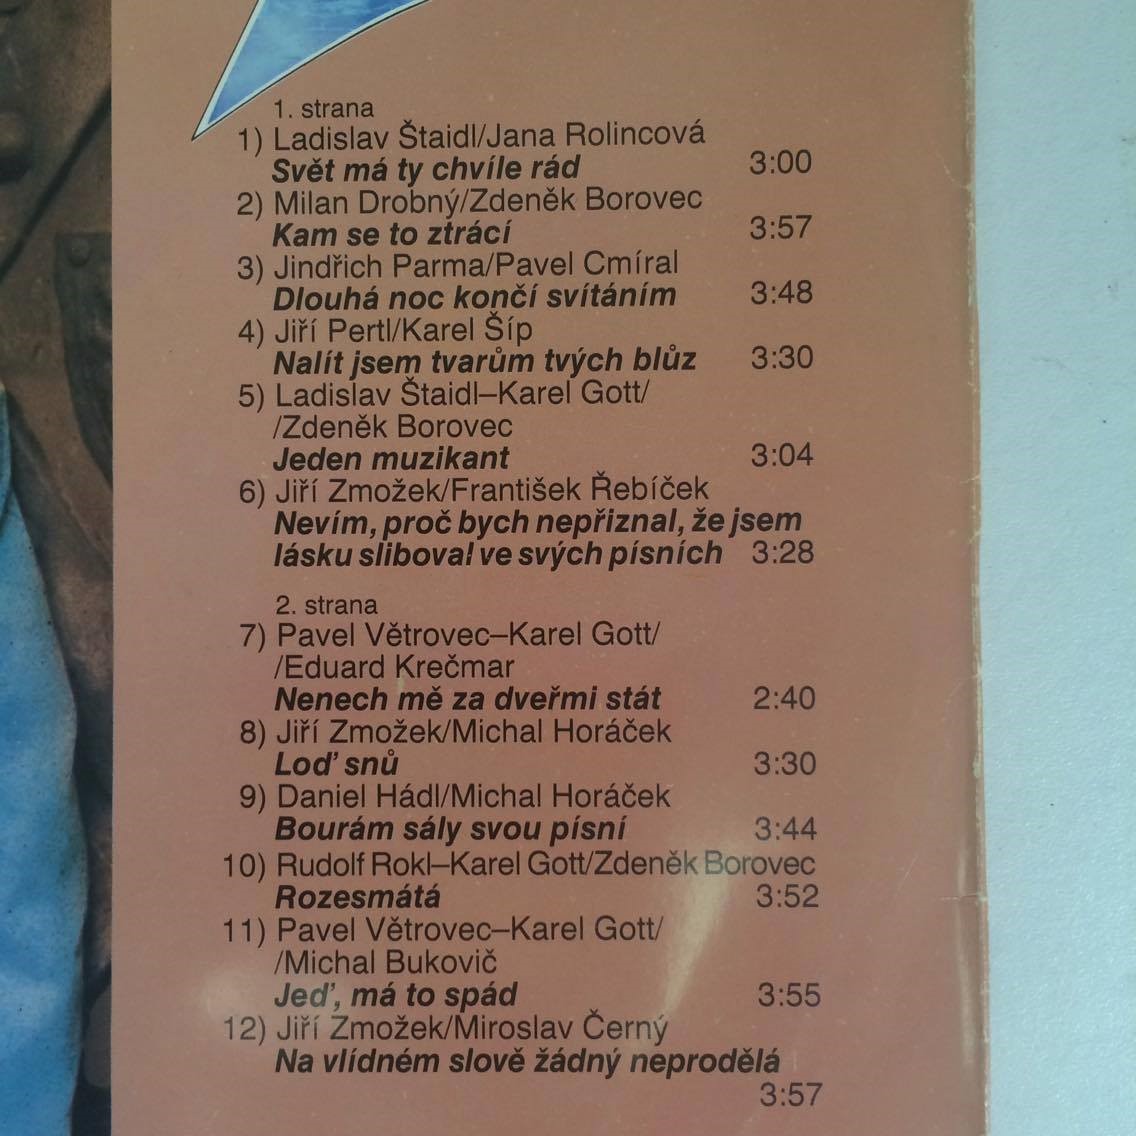 1. strana
1) Ladislav Štaidl/Jana Rolincová
Svět má ty chvíle rád 3:00
2) Milan Drobný/Zdeněk Borovec
Kam se to ztrácí 3:57
3) Jindřich Parma/Pavel Cmíral
Dlouhá noc končí svítáním 3:48
4) Jiří Pertl/Karel Šíp
Nalít jsem tvarům tvých blůz 3:30
5) Ladislav Štaidl–Karel Gott/
/Zdeněk Borovec
Jeden muzikant 3:04
6) Jiří Zmožek/František Řebíček
Nevím, proč bych nepřiznal, že jsem
lásku sliboval ve svých písních 3:28
2. strana
7) Pavel Větrovec–Karel Gott/
/Eduard Krečmar
Nenech mě za dveřmi stát 2:40
8) Jiří Zmožek/Michal Horáček
Loď snů 3:30
9) Daniel Hádl/Michal Horáček
Bourám sály svou písní 3:44
10) Rudolf Rokl–Karel Gott/Zdeněk Borovec
Rozesmátá 3:52
11) Pavel Větrovec–Karel Gott/
/Michal Bukovič
Jeď, má to spád 3:55
12) Jiří Zmožek/Miroslav Černý
Na vlídném slově žádný neprodělá
3:57